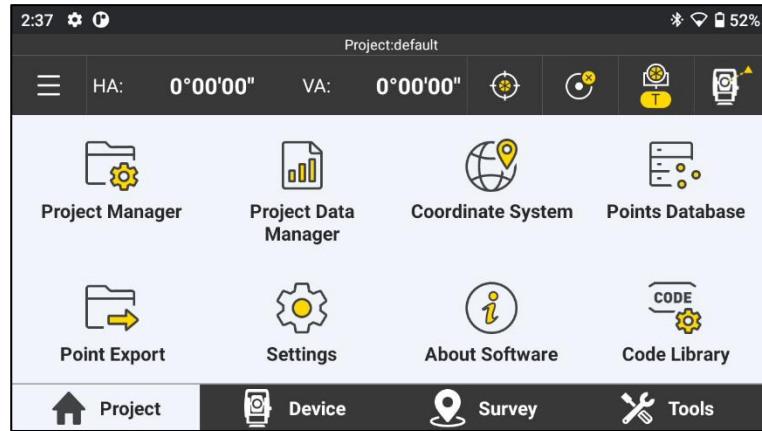 2:37 52%
Project:default
HA: 0°00'00" VA: 0°00'00" T
Project Manager Project Data Manager Coordinate System Points Database
CODE
Point Export Settings About Software Code Library
Project Device Survey Tools